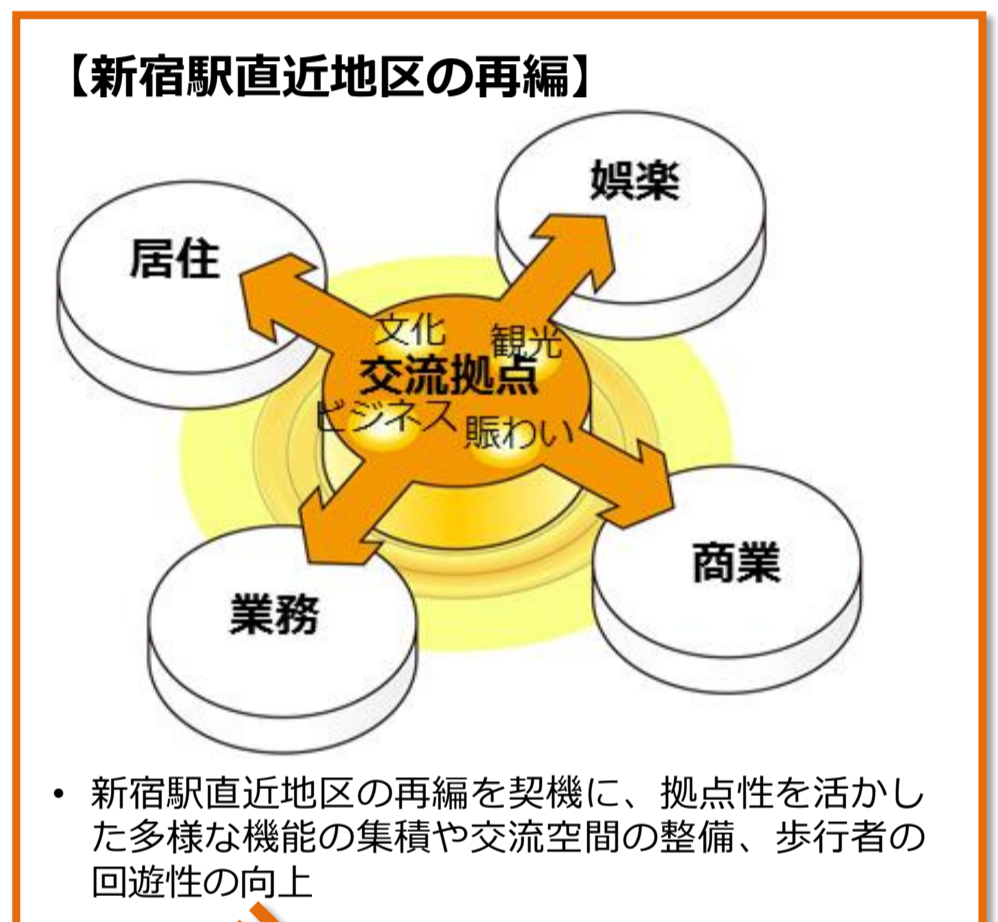 【新宿駅直近地区の再編】
娯楽
居住
文化
観光
交流拠点
ビジネス
賑わい
商業
業務
• 新宿駅直近地区の再編を契機に、拠点性を活かし
た多様な機能の集積や交流空間の整備、歩行者の
回遊性の向上